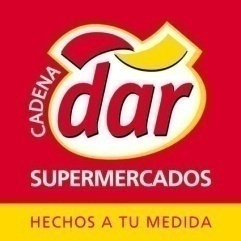 CADENA
dar
SUPERMERCADOS
HECHOS A TU MEDIDA